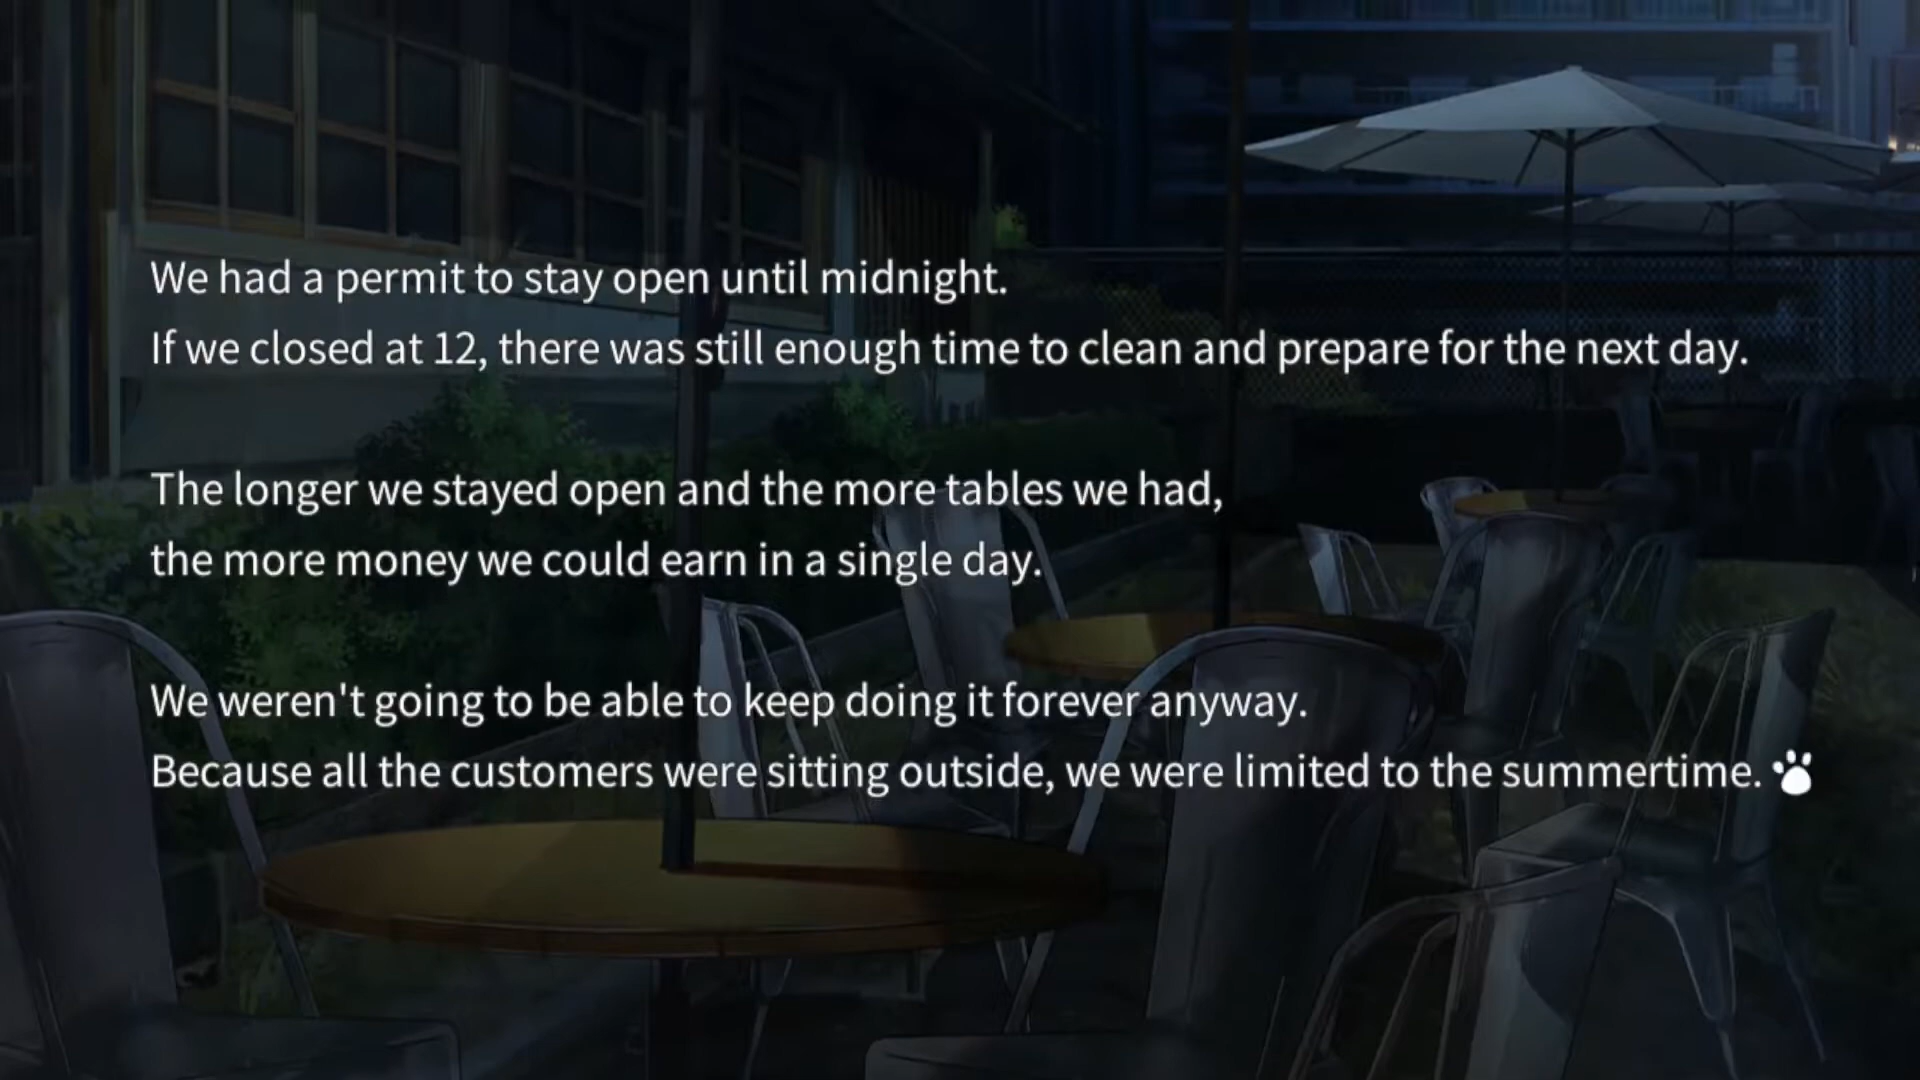 We had a permit to stay open until midnight.
If we closed at 12, there was still enough time to clean and prepare for the next day.
The longer we stayed open and the more tables we had,
the more money we could earn in a single day.
We weren't going to be able to keep doing it forever anyway.
Because all the customers were sitting outside, we were limited to the summertime.